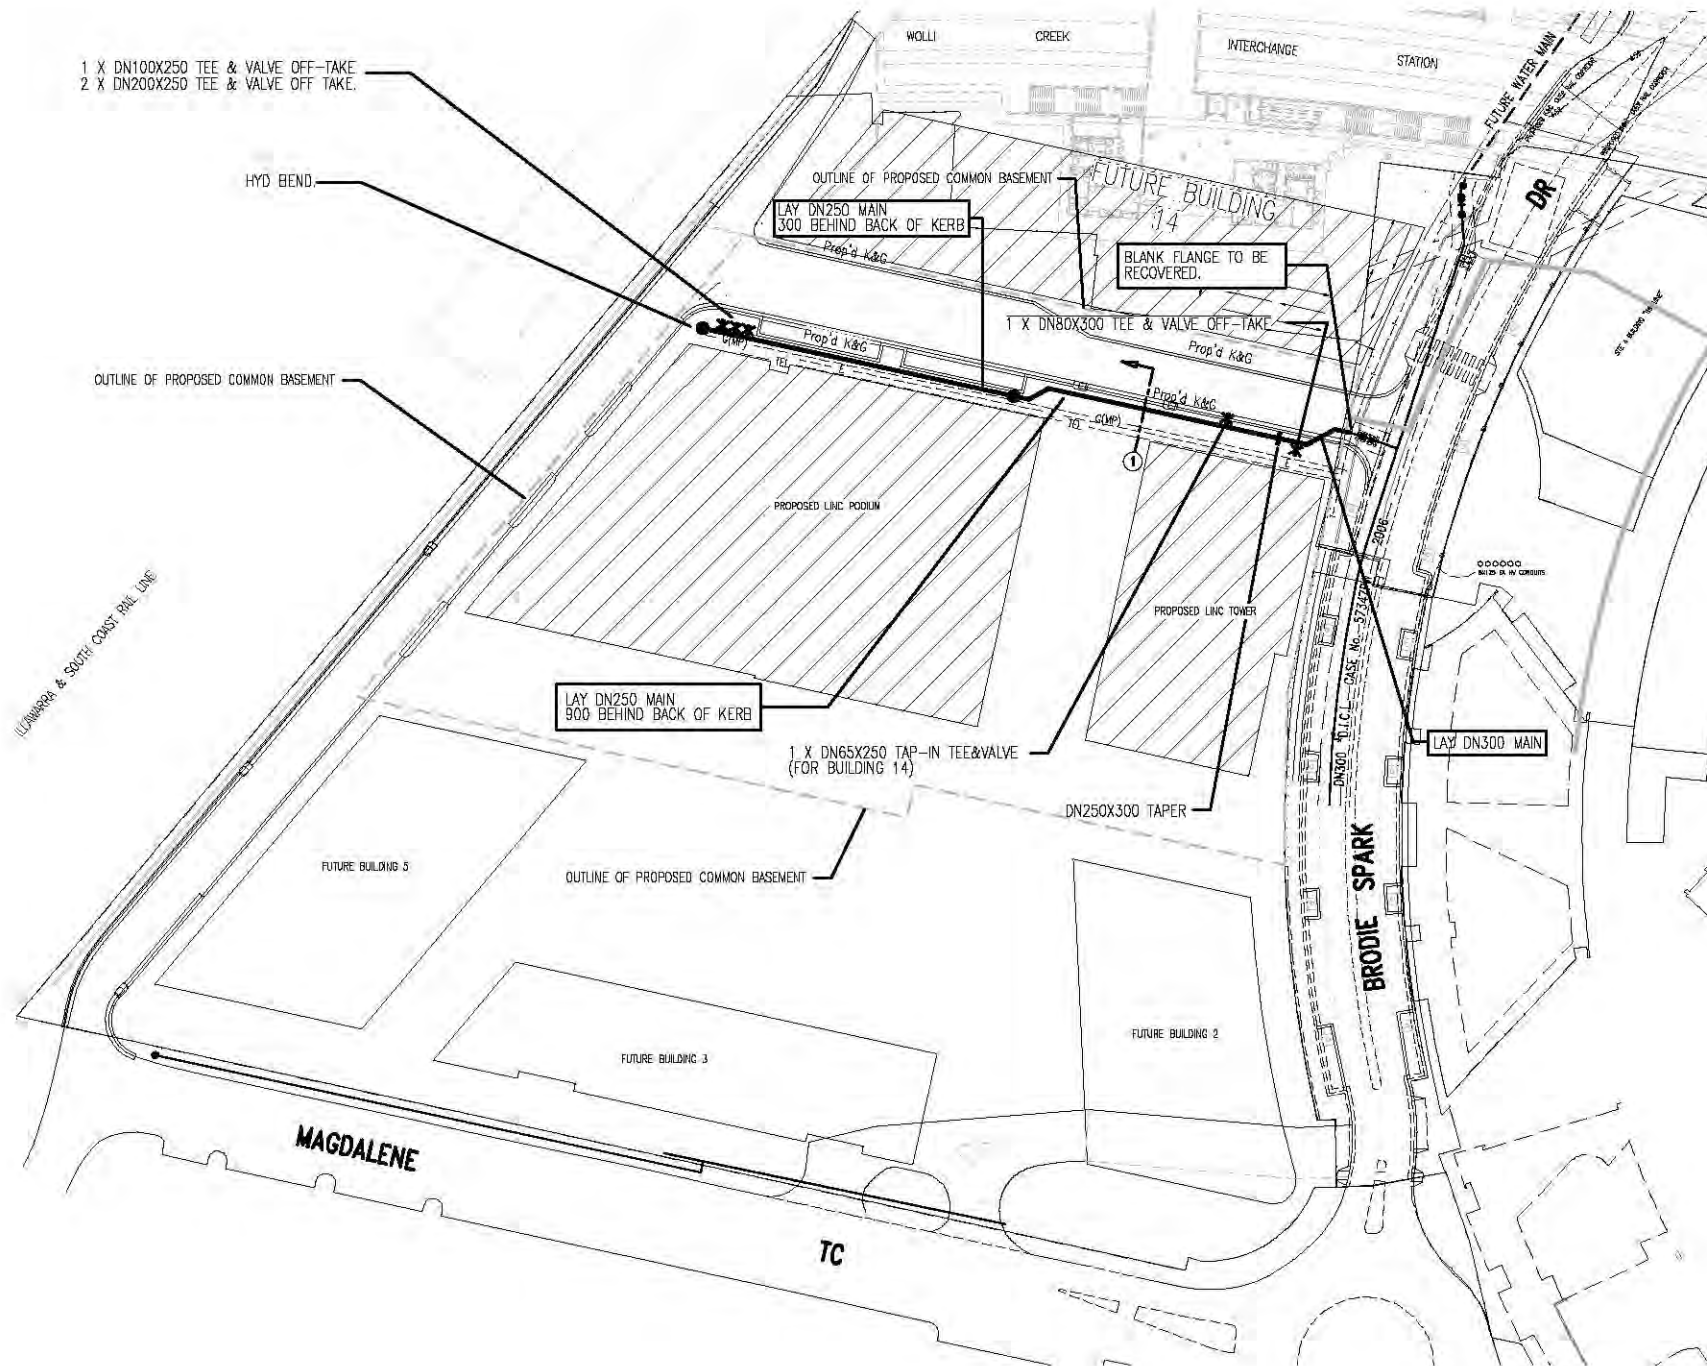 WOLLI CREEK
INTERCHANGE STATION
FUTURE WATER MAIN
1 X DN100X250 TEE & VALVE OFF-TAKE
2 X DN200X250 TEE & VALVE OFF TAKE.
HYD BEND.
OUTLINE OF PROPOSED COMMON BASEMENT
FUTURE BUILDING
14
DR
LAY DN250 MAIN
300 BEHIND BACK OF KERB
Prop'd K&G
BLANK FLANGE TO BE
RECOVERED.
1 X DN80X300 TEE & VALVE OFF-TAKE
Prop'd K&G
Prop'd K&G
G(MP)
TEL
OUTLINE OF PROPOSED COMMON BASEMENT
Prop'd K&G
G(MP)
TEL
1
PROPOSED LINC PODIUM
2006
PROPOSED LINC TOWER
ILLAWARRA & SOUTH COAST RAIL LINE
DN300 D.I.C.L. CASE No.
LAY DN250 MAIN
900 BEHIND BACK OF KERB
1 X DN65X250 TAP-IN TEE&VALVE
(FOR BUILDING 14)
LAY DN300 MAIN
DN250X300 TAPER
FUTURE BUILDING 5
OUTLINE OF PROPOSED COMMON BASEMENT
BRODIE SPARK
FUTURE BUILDING 3
FUTURE BUILDING 2
MAGDALENE
TC